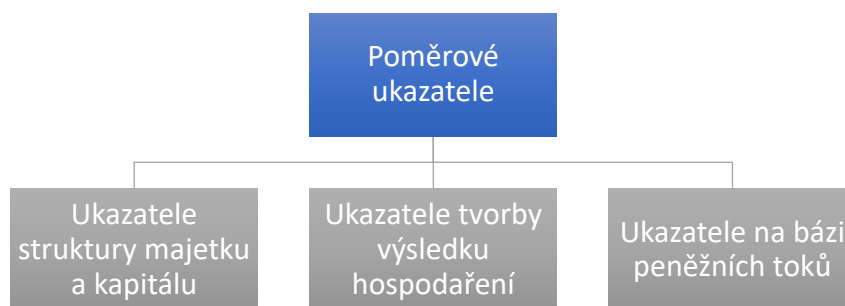 Poměrové
ukazatele
Ukazatele
struktury majetku
a kapitálu
Ukazatele tvorby
výsledku
hospodaření
Ukazatele na bázi
peněžních toků